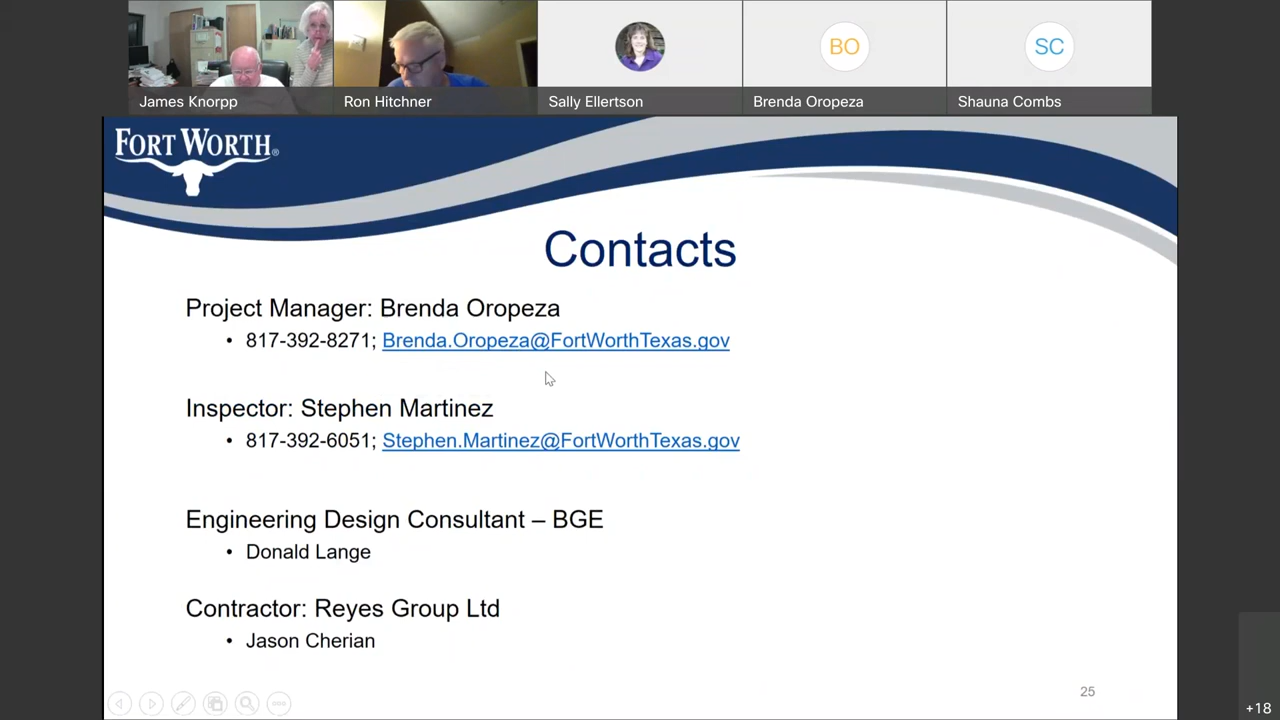 BO
SC
James Knorpp
Ron Hitchner
Sally Ellertson
Brenda Oropeza
Shauna Combs
FORT WORTH®
Contacts
Project Manager: Brenda Oropeza
• 817-392-8271; Brenda.Oropeza@FortWorthTexas.gov
Inspector: Stephen Martinez
• 817-392-6051; Stephen.Martinez@FortWorthTexas.gov
Engineering Design Consultant – BGE
• Donald Lange
Contractor: Reyes Group Ltd
• Jason Cherian
25
+18